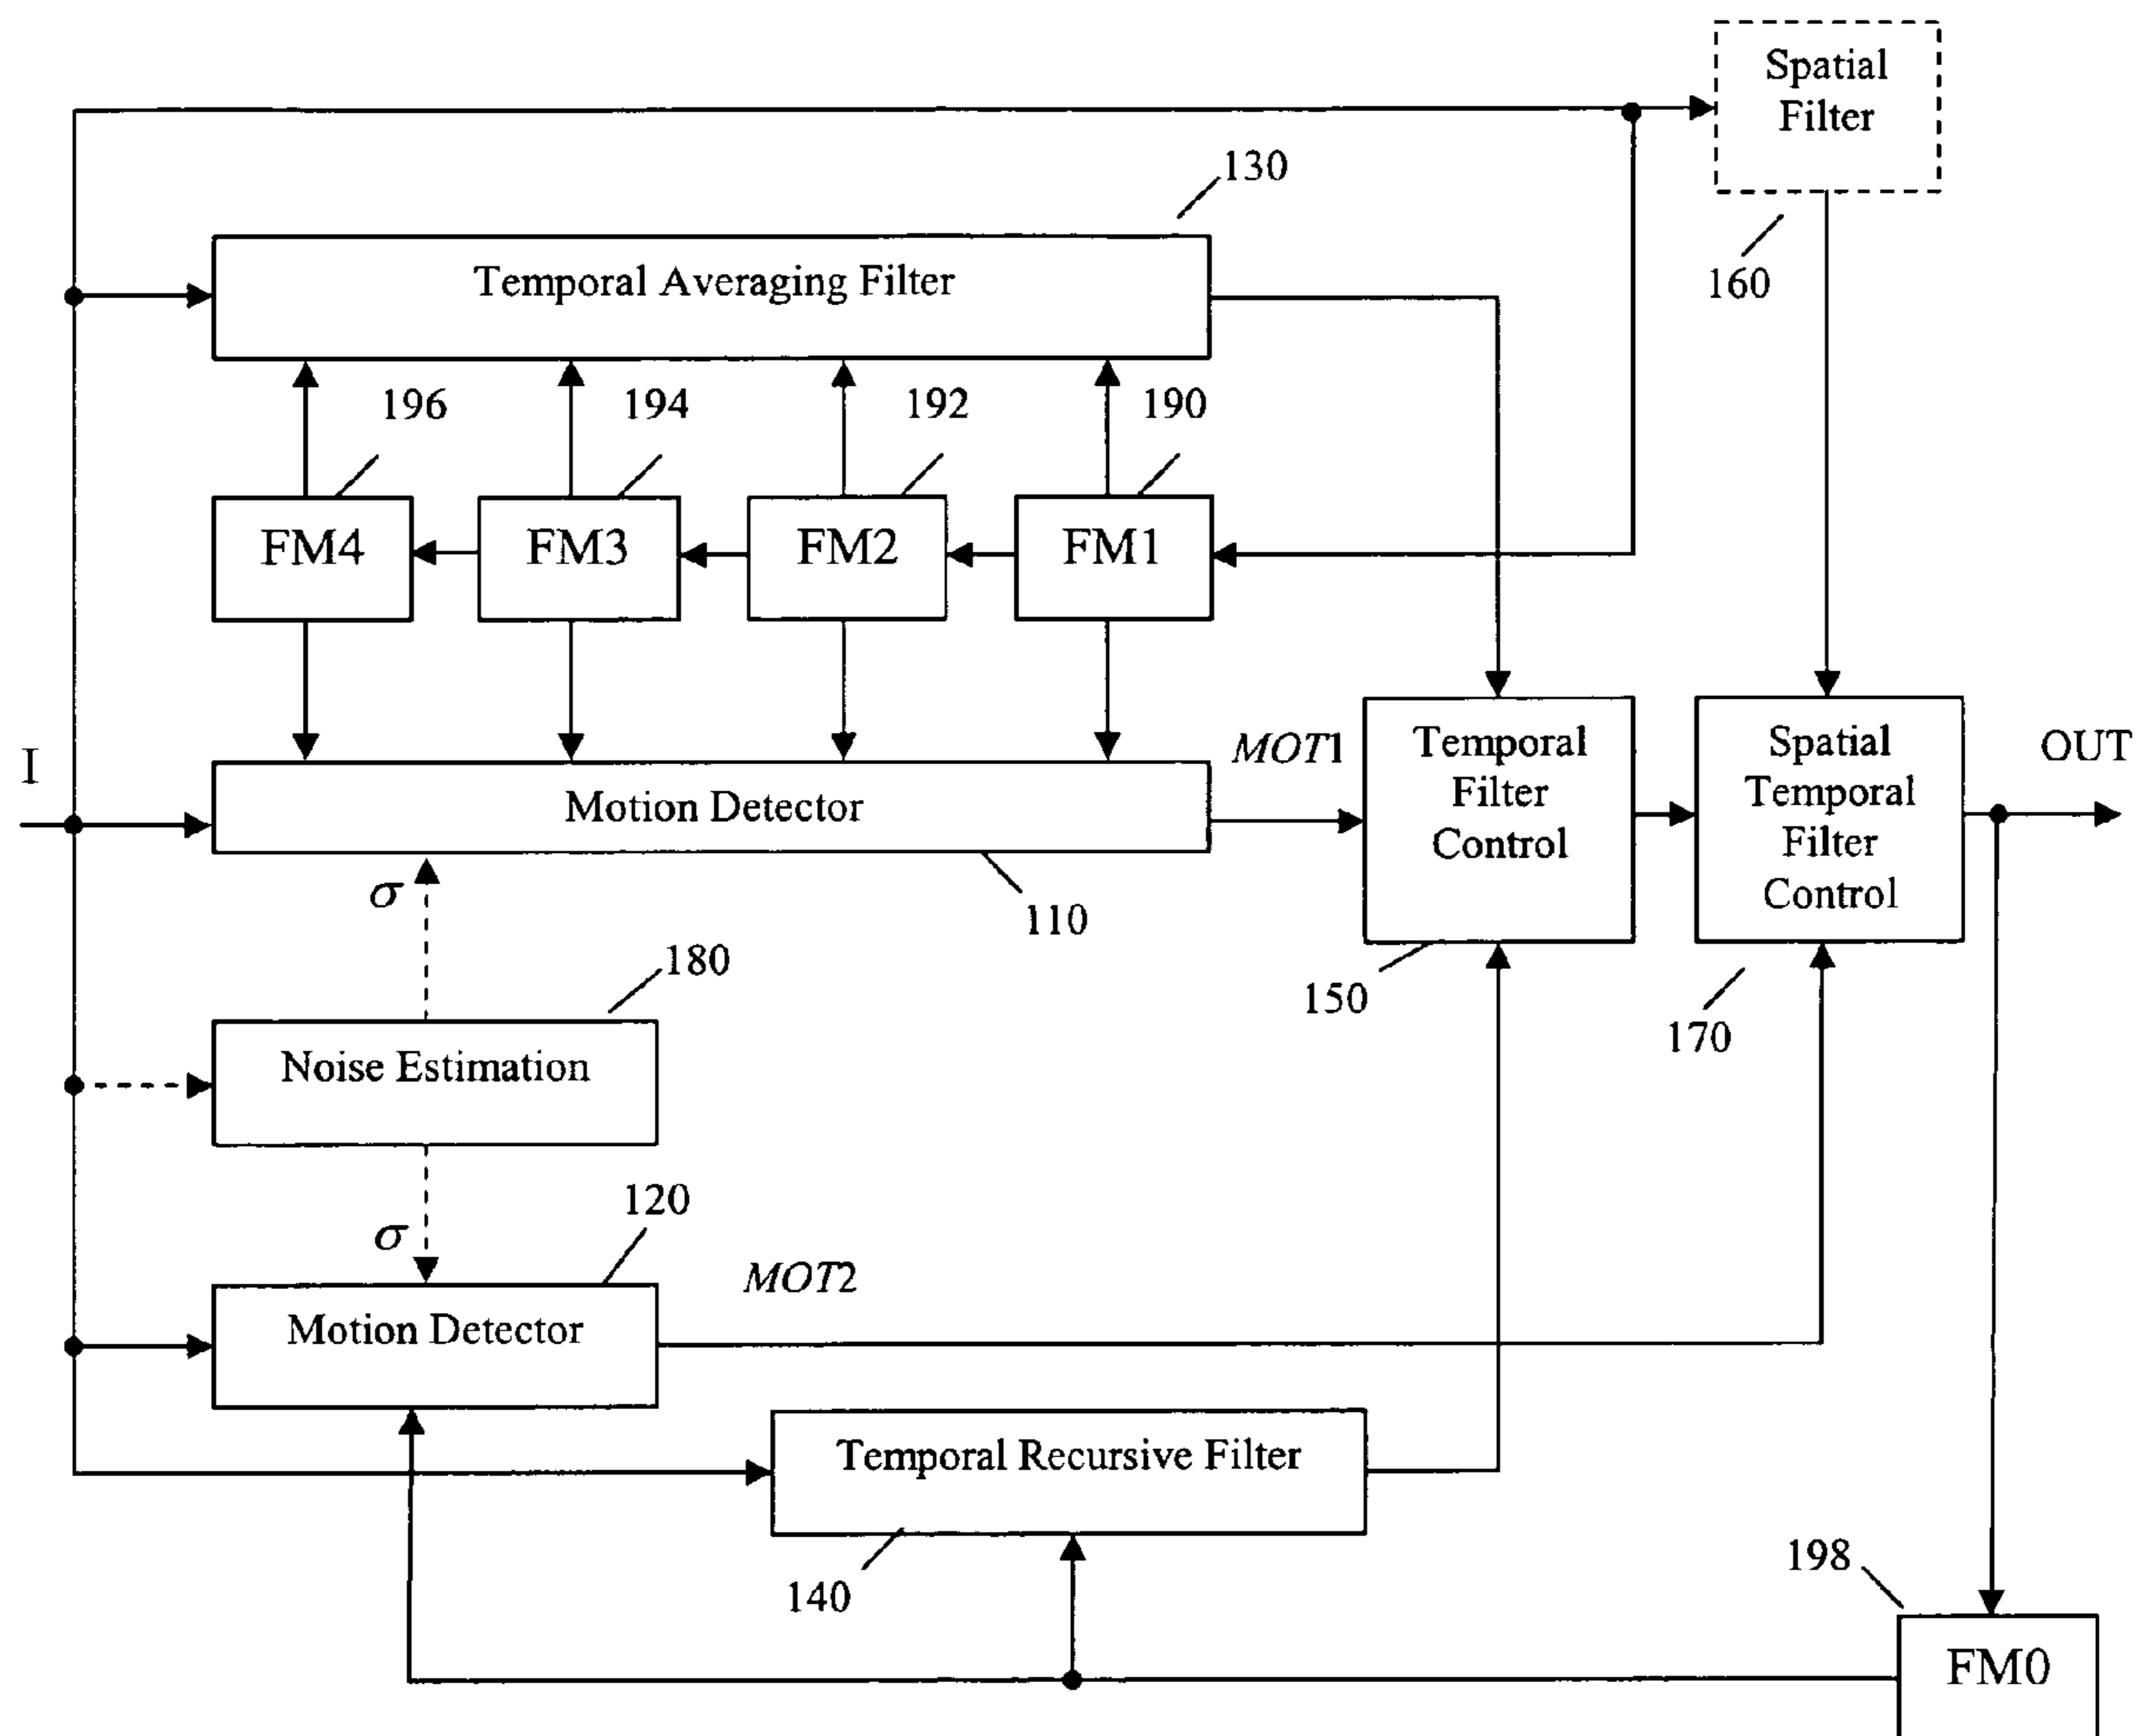 Spatial
Filter
130
160
Temporal Averaging Filter
196
194
192
190
FM4
FM3
FM2
FM1
I
MOT1
Temporal
Filter
Control
Spatial
Temporal
Filter
Control
OUT
Motion Detector
σ
110
180
150
170
Noise Estimation
120
σ
MOT2
Motion Detector
Temporal Recursive Filter
140
198
FM0